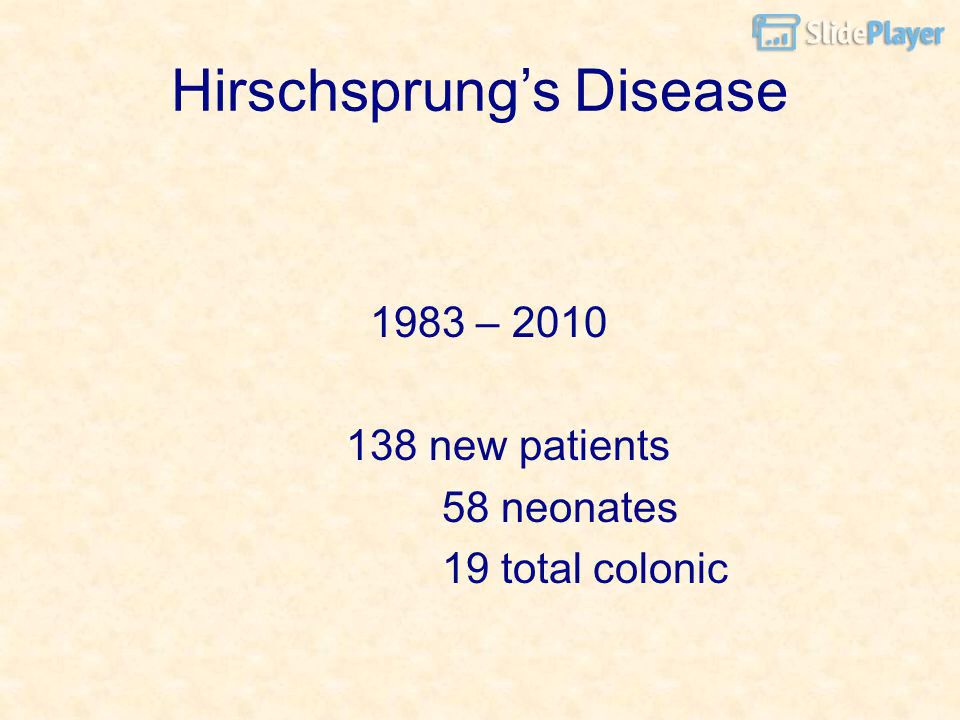 SlidePlayer
Hirschsprung’s Disease
1983 – 2010
138 new patients
58 neonates
19 total colonic